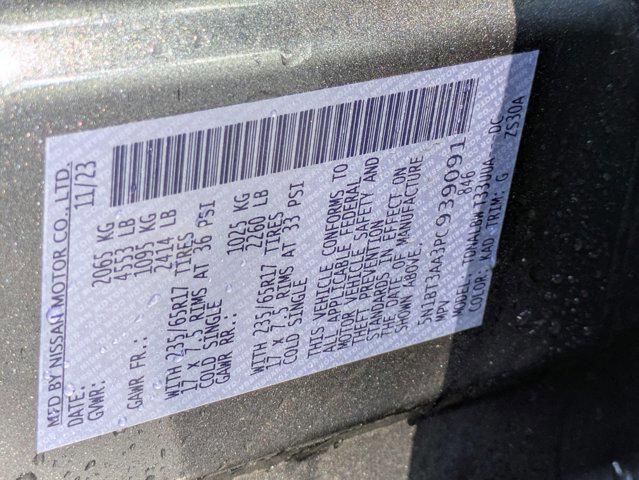 MFD BY NISSAN MOTOR CO., LTD.
DATE: 11/23
GVWR: 2065 KG
4553 LB
GAWR FR.: 1095 KG
2414 LB
WITH 235/65R17 TIRES
17 X 7.5 RIMS AT 36 PSI
COLD SINGLE
GAWR RR.: 1025 KG
2260 LB
WITH 235/65R17 TIRES
17 X 7.5 RIMS AT 33 PSI
COLD SINGLE
THIS VEHICLE CONFORMS TO
ALL APPLICABLE FEDERAL
MOTOR VEHICLE SAFETY AND
THEFT PREVENTION
STANDARDS IN EFFECT ON
THE DATE OF MANUFACTURE
SHOWN ABOVE.
5N1BT3AA3PC939091
MPV 846
MODEL: DC
COLOR: KAD TRIM: G ZS30A